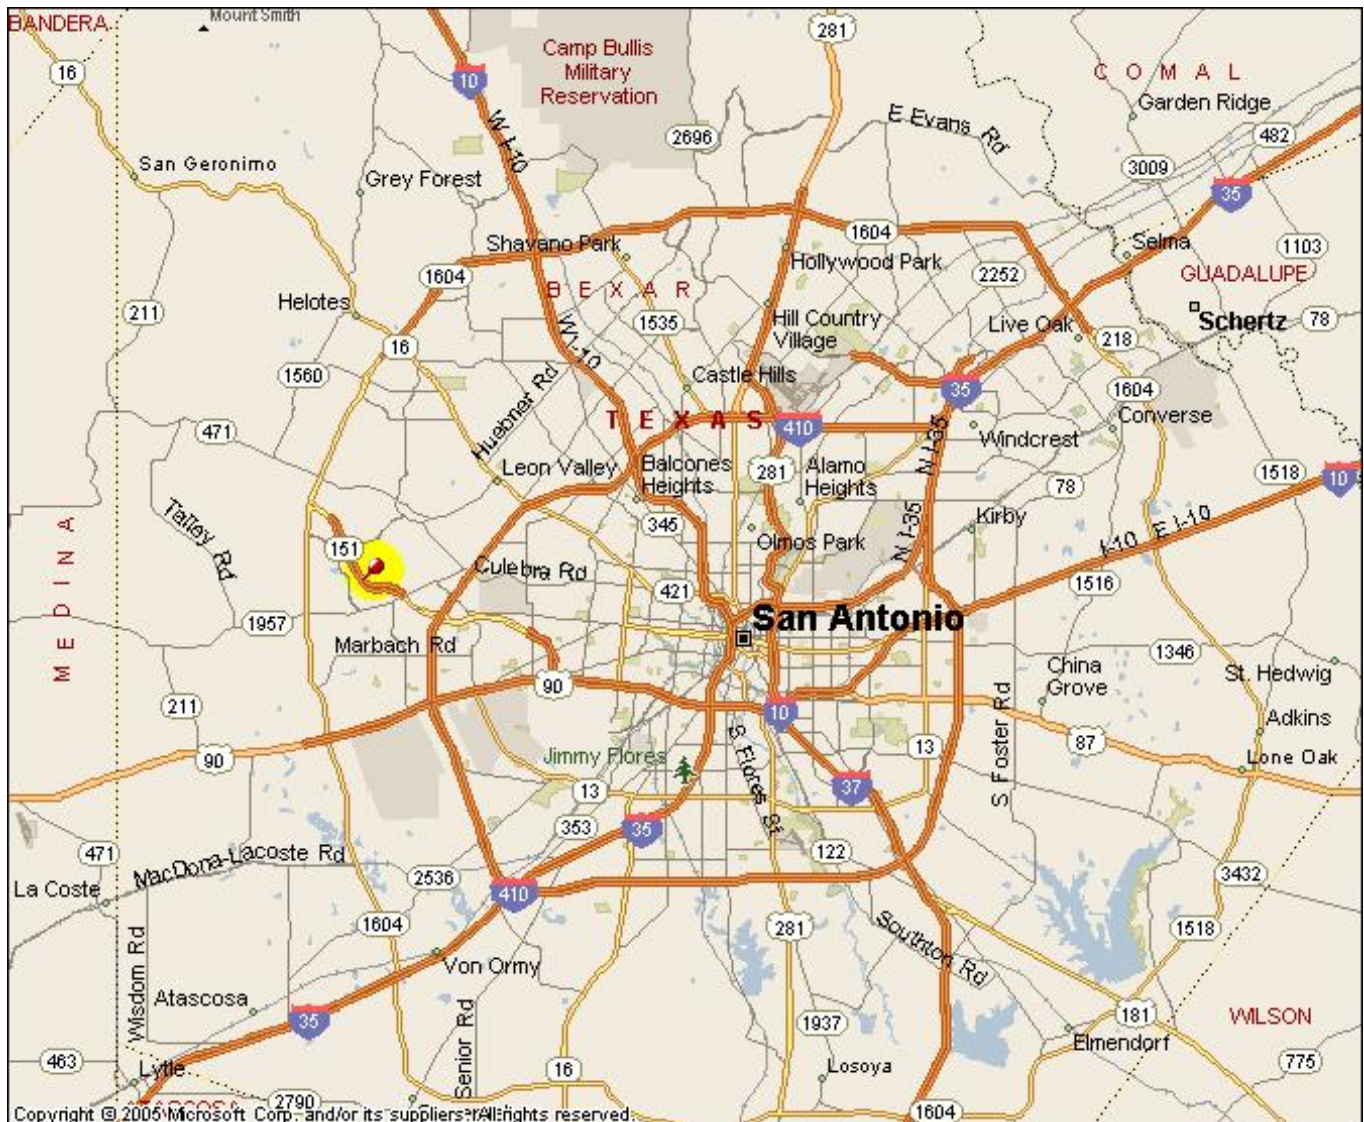 BANDERA
Mount Smith
281
16
10
Camp Bullis
Military
Reservation
C O M A L
Garden Ridge
E Evans Rd
482
2696
W I-10
3009
35
San Geronimo
Grey Forest
1604
Shavano Park
Selma
1103
Hollywood Park
2252
1604
GUADALUPE
B E X A R
Helotes
211
1535
Hill Country
Village
Live Oak
Schertz
78
W I-10
16
218
1560
Castle Hills
35
1604
Huebner Rd
T E X A S
410
Converse
471
Windcrest
N I-35
Leon Valley
Balcones
Heights
281
Alamo
Heights
1518
10
78
Talley Rd
345
Kirby
I-10
E I-10
MEDINA
151
Olmos Park
N I-35
Culebra Rd
421
1516
San Antonio
1957
Marbach Rd
1346
China
Grove
St. Hedwig
90
211
10
S Foster Rd
Adkins
87
13
90
Jimmy Flores
S Flores St
Lone Oak
37
13
353
35
471
MacDona-Lacoste Rd
122
2536
3432
La Coste
410
1604
281
Southton Rd
1518
Wisdom Rd
Von Ormy
Atascosa
35
1937
181
WILSON
Senior Rd
Elmendorf
463
Lytle
16
Losoya
775
2790
1604
ATASCOSA
Copyright © 2005 Microsoft Corp. and/or its suppliers. All rights reserved.